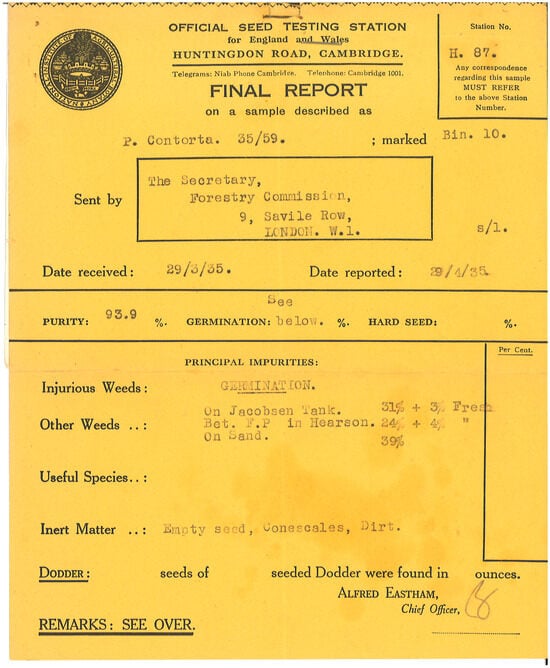 OFFICIAL SEED TESTING STATION
for England and Wales
HUNTINGDON ROAD, CAMBRIDGE.
Telegrams: Niab Phone Cambridge. Telephone: Cambridge 1001.
FINAL REPORT
on a sample described as
Station No.
H. 87.
Any correspondence
regarding this sample
MUST REFER
to the above Station
Number.
P. Contorta. 35/59. ; marked Bin. 10.
Sent by
The Secretary,
Forestry Commission,
9, Savile Row,
LONDON. W.1.
s/1.
Date received: 29/3/35. Date reported: 29/4/35.
See
PURITY: 93.9 %. GERMINATION: below. %. HARD SEED: %.
Per Cent.
PRINCIPAL IMPURITIES:
Injurious Weeds: GERMINATION.
On Jacobsen Tank. 31% + 3% Fresh
Other Weeds ..: Bet. F.P in Hearson. 24% + 4% "
On Sand. 39%
Useful Species..:
Inert Matter ..: Empty seed, Conescales, Dirt.
DODDER: seeds of seeded Dodder were found in ounces.
ALFRED EASTHAM,
Chief Officer,
REMARKS: SEE OVER.